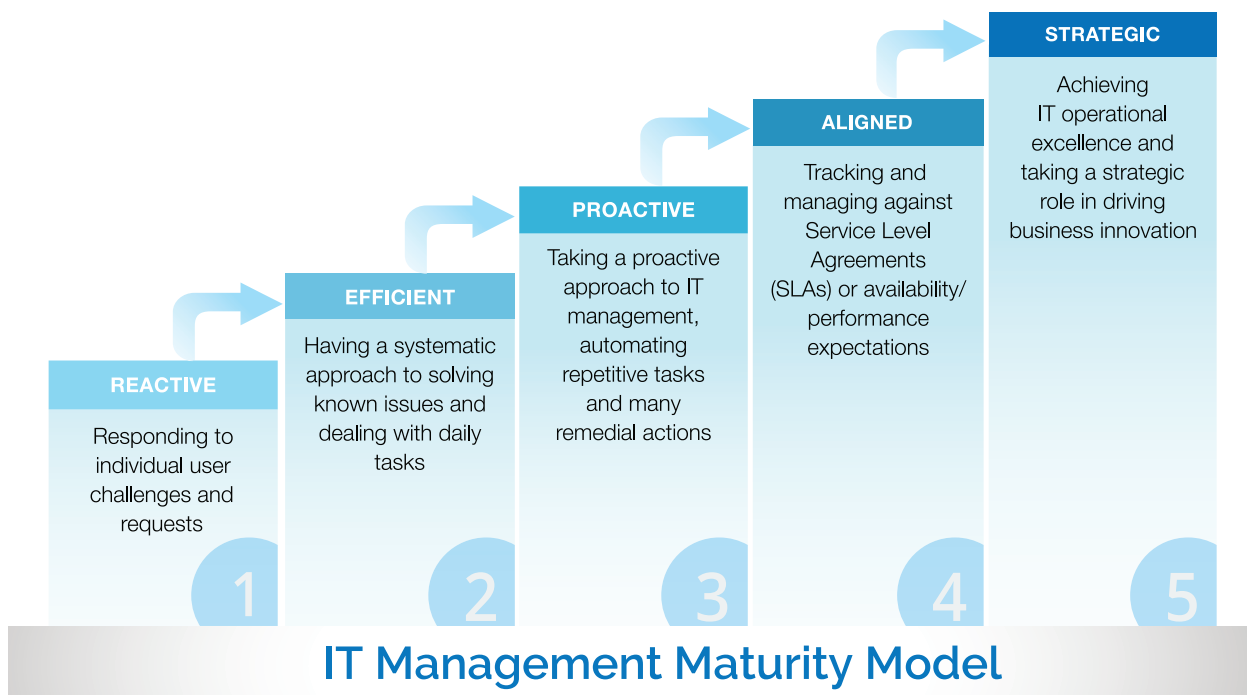 REACTIVE
Responding to
individual user
challenges and
requests
1
EFFICIENT
Having a systematic
approach to solving
known issues and
dealing with daily
tasks
2
PROACTIVE
Taking a proactive
approach to IT
management,
automating
repetitive tasks
and many
remedial actions
3
ALIGNED
Tracking and
managing against
Service Level
Agreements
(SLAs) or availability/
performance
expectations
4
STRATEGIC
Achieving
IT operational
excellence and
taking a strategic
role in driving
business innovation
5
IT Management Maturity Model